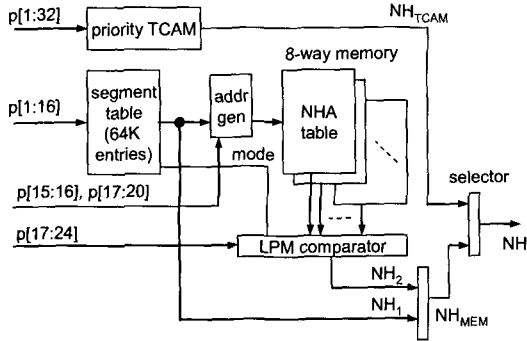 p[1:32]
priority TCAM
NH_TCAM
8-way memory
p[1:16]
segment
table
(64K
entries)
addr
gen
NHA
table
mode
selector
p[15:16], p[17:20]
p[17:24]
LPM comparator
NH
NH_2
NH_1
NH_MEM